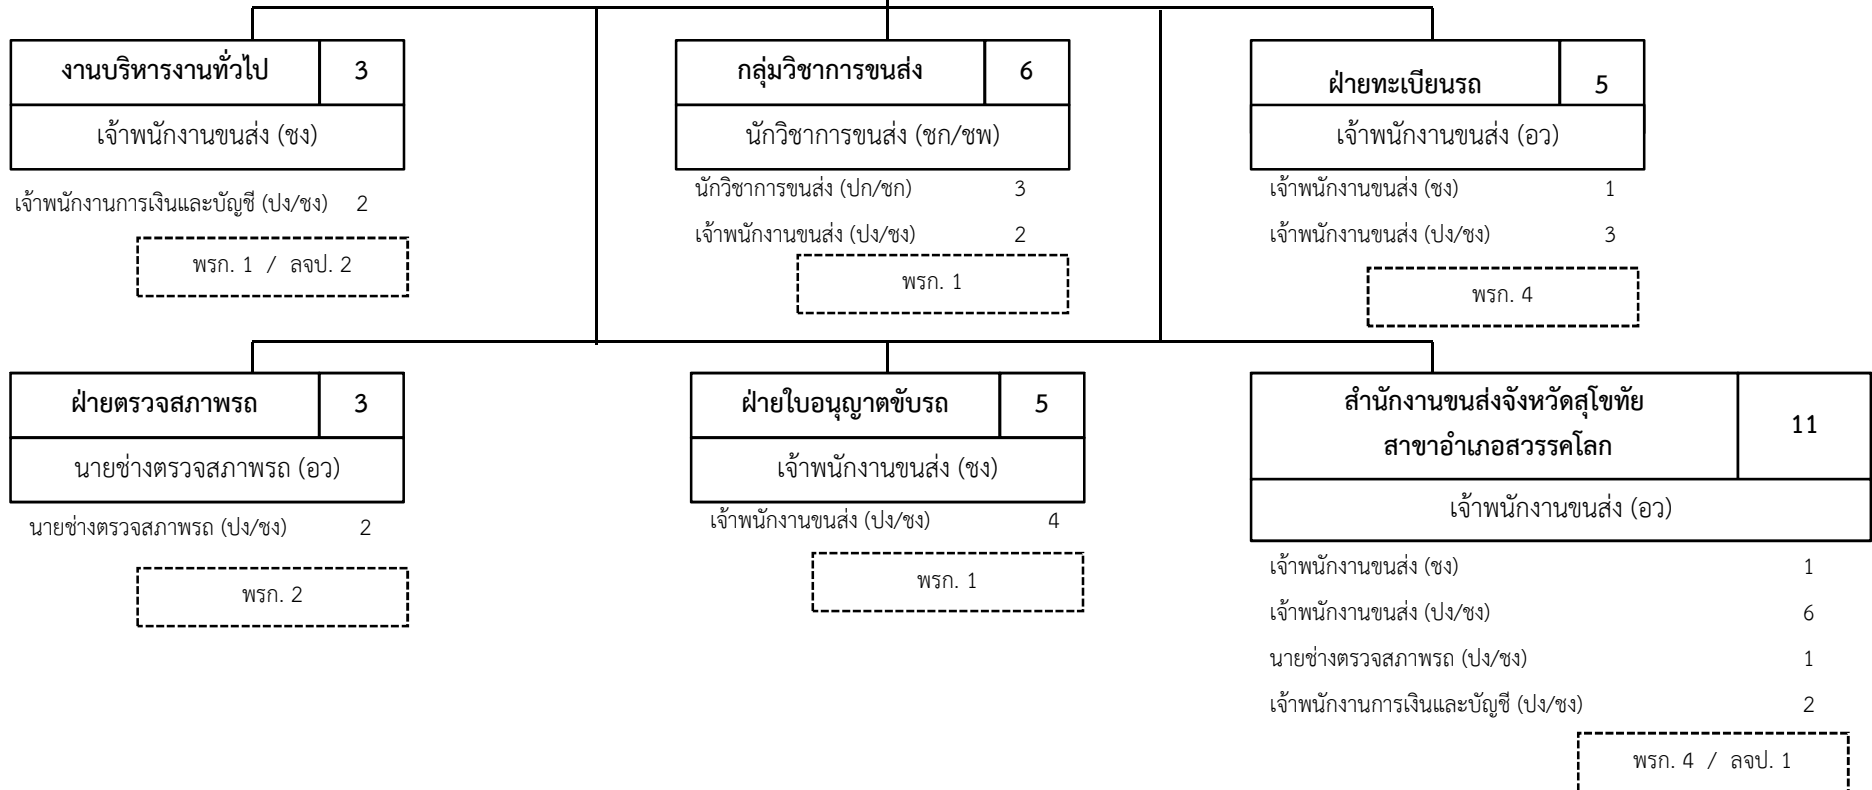 งานบริหารงานทั่วไป 3
เจ้าพนักงานขนส่ง (ชง)
เจ้าพนักงานการเงินและบัญชี (ปง/ชง) 2
พรก. 1 / ลจป. 2
กลุ่มวิชาการขนส่ง 6
นักวิชาการขนส่ง (ชก/ชพ)
นักวิชาการขนส่ง (ปก/ชก) 3
เจ้าพนักงานขนส่ง (ปง/ชง) 2
พรก. 1
ฝ่ายทะเบียนรถ 5
เจ้าพนักงานขนส่ง (อว)
เจ้าพนักงานขนส่ง (ชง) 1
เจ้าพนักงานขนส่ง (ปง/ชง) 3
พรก. 4
ฝ่ายตรวจสภาพรถ 3
นายช่างตรวจสภาพรถ (อว)
นายช่างตรวจสภาพรถ (ปง/ชง) 2
พรก. 2
ฝ่ายใบอนุญาตขับรถ 5
เจ้าพนักงานขนส่ง (ชง)
เจ้าพนักงานขนส่ง (ปง/ชง) 4
พรก. 1
สำนักงานขนส่งจังหวัดสุโขทัย
สาขาอำเภอสวรรคโลก 11
เจ้าพนักงานขนส่ง (อว)
เจ้าพนักงานขนส่ง (ชง) 1
เจ้าพนักงานขนส่ง (ปง/ชง) 6
นายช่างตรวจสภาพรถ (ปง/ชง) 1
เจ้าพนักงานการเงินและบัญชี (ปง/ชง) 2
พรก. 4 / ลจป. 1